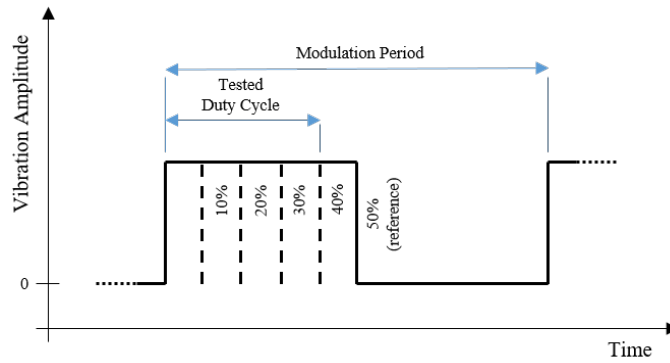 Modulation Period
Tested
Duty Cycle
Vibration Amplitude
10%
20%
30%
40%
50%
(reference)
0
Time